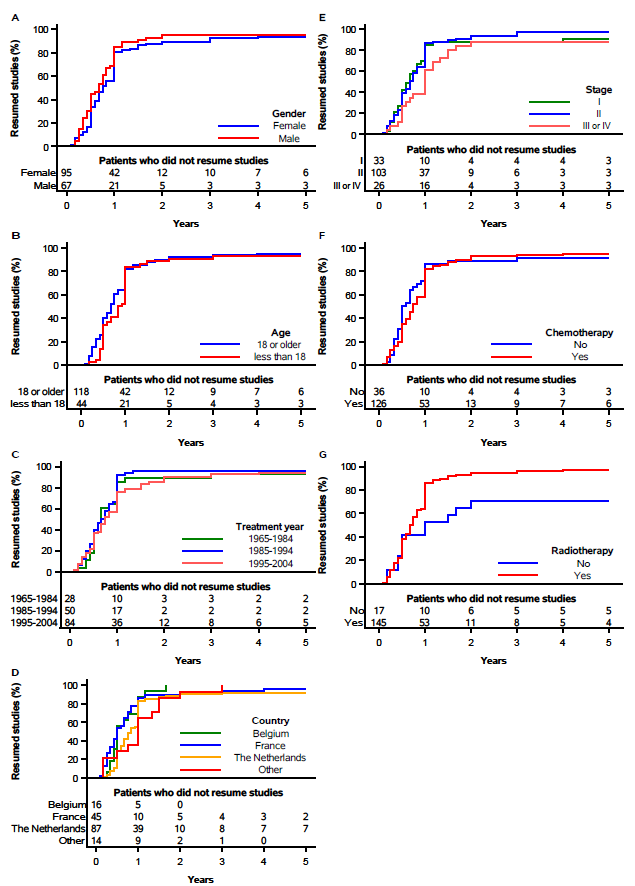 A
Resumed studies (%)
100
80
60
40
20
0
Gender
Female
Male
Patients who did not resume studies
Female 95 42 12 10 7 6
Male 67 21 5 3 3 3
0 1 2 3 4 5
Years
B
Resumed studies (%)
100
80
60
40
20
0
Age
18 or older
less than 18
Patients who did not resume studies
18 or older 118 42 12 9 7 6
less than 18 44 21 5 4 3 3
0 1 2 3 4 5
Years
C
Resumed studies (%)
100
80
60
40
20
0
Treatment year
1965-1984
1985-1994
1995-2004
Patients who did not resume studies
1965-1984 28 10 3 3 2 2
1985-1994 50 17 2 2 2 2
1995-2004 84 36 12 8 6 5
0 1 2 3 4 5
Years
D
Resumed studies (%)
100
80
60
40
20
0
Country
Belgium
France
The Netherlands
Other
Patients who did not resume studies
Belgium 16 5 0
France 45 10 5 4 3 2
The Netherlands 87 39 10 8 7 7
Other 14 9 2 1 0
0 1 2 3 4 5
Years
E
Resumed studies (%)
100
80
60
40
20
0
Stage
I
II
III or IV
Patients who did not resume studies
I 33 10 4 4 4 3
II 103 37 9 6 3 3
III or IV 26 16 4 3 3 3
0 1 2 3 4 5
Years
F
Resumed studies (%)
100
80
60
40
20
0
Chemotherapy
No
Yes
Patients who did not resume studies
No 36 10 4 4 3 3
Yes 126 53 13 9 7 6
0 1 2 3 4 5
Years
G
Resumed studies (%)
100
80
60
40
20
0
Radiotherapy
No
Yes
Patients who did not resume studies
No 17 10 6 5 5 5
Yes 145 53 11 8 5 4
0 1 2 3 4 5
Years